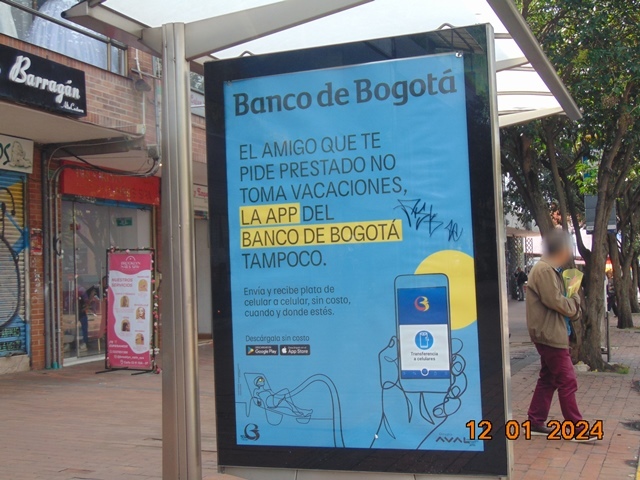 Barragán
Banco de Bogotá
EL AMIGO QUE TE
PIDE PRESTADO NO
TOMA VACACIONES,
LA APP DEL
BANCO DE BOGOTÁ
TAMPOCO.
Envía y recibe plata de
celular a celular, sin costo,
cuando y donde estés.
Descárgala sin costo
Google Play
App Store
Transferencia
a celulares
AVAL
12 01 2024